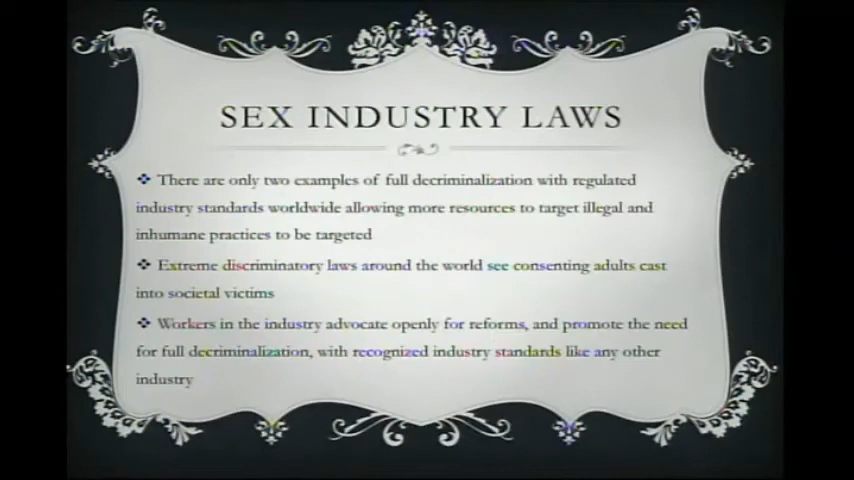 SEX INDUSTRY LAWS
❖ There are only two examples of full decriminalization with regulated
industry standards worldwide allowing more resources to target illegal and
inhumane practices to be targeted
❖ Extreme discriminatory laws around the world see consenting adults cast
into societal victims
❖ Workers in the industry advocate openly for reforms, and promote the need
for full decriminalization, with recognized industry standards like any other
industry